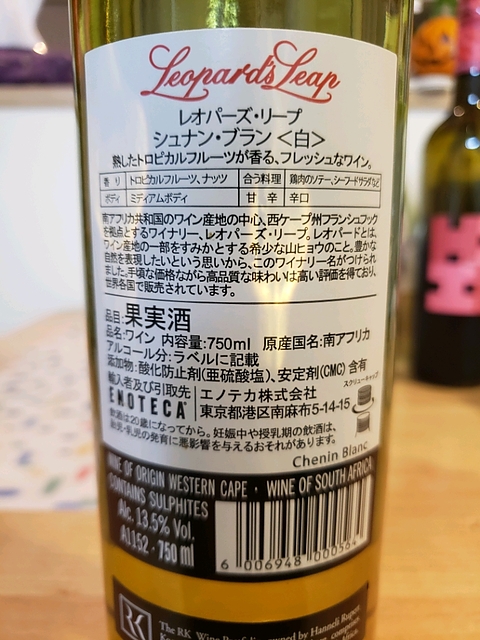 Leopard's Leap
レオパーズ・リープ
シュナン・ブラン<白>
熟したトロピカルフルーツが香る、フレッシュなワイン。
香り トロピカルフルーツ、ナッツ 合う料理 鶏肉のソテー、シーフードサラダなど
ボディ ミディアムボディ 甘辛 辛口
南アフリカ共和国のワイン産地の中心、西ケープ州フランシュフック
を拠点とするワイナリー、レオパーズ・リープ。レオパードとは、
ワイン産地の一部をすみかとする希少な山ヒョウのこと。豊かな
自然を表現したいという思いから、このワイナリー名がつけられ
ました。手頃な価格ながら高品質な味わいは高い評価を得ており、
世界各国で販売されています。
品目:果実酒
品名:ワイン 内容量:750ml 原産国名:南アフリカ
アルコール分:ラベルに記載
添加物:酸化防止剤(亜硫酸塩)、安定剤(CMC)含有
輸入者及び引取先 エノテカ株式会社 スクリューキャップ
ENOTECA 東京都港区南麻布5-14-15
飲酒は20歳になってから。妊娠中や授乳期の飲酒は、
胎児・乳児の発育に悪影響を与えるおそれがあります。
Chenin Blanc
WINE OF ORIGIN WESTERN CAPE · WINE OF SOUTH AFRICA
CONTAINS SULPHITES
Alc. 13.5% Vol.
A1152 · 750 ml
6 006948 000564
RK
The RK Wine Portfolio owned by Hanneli Rupert